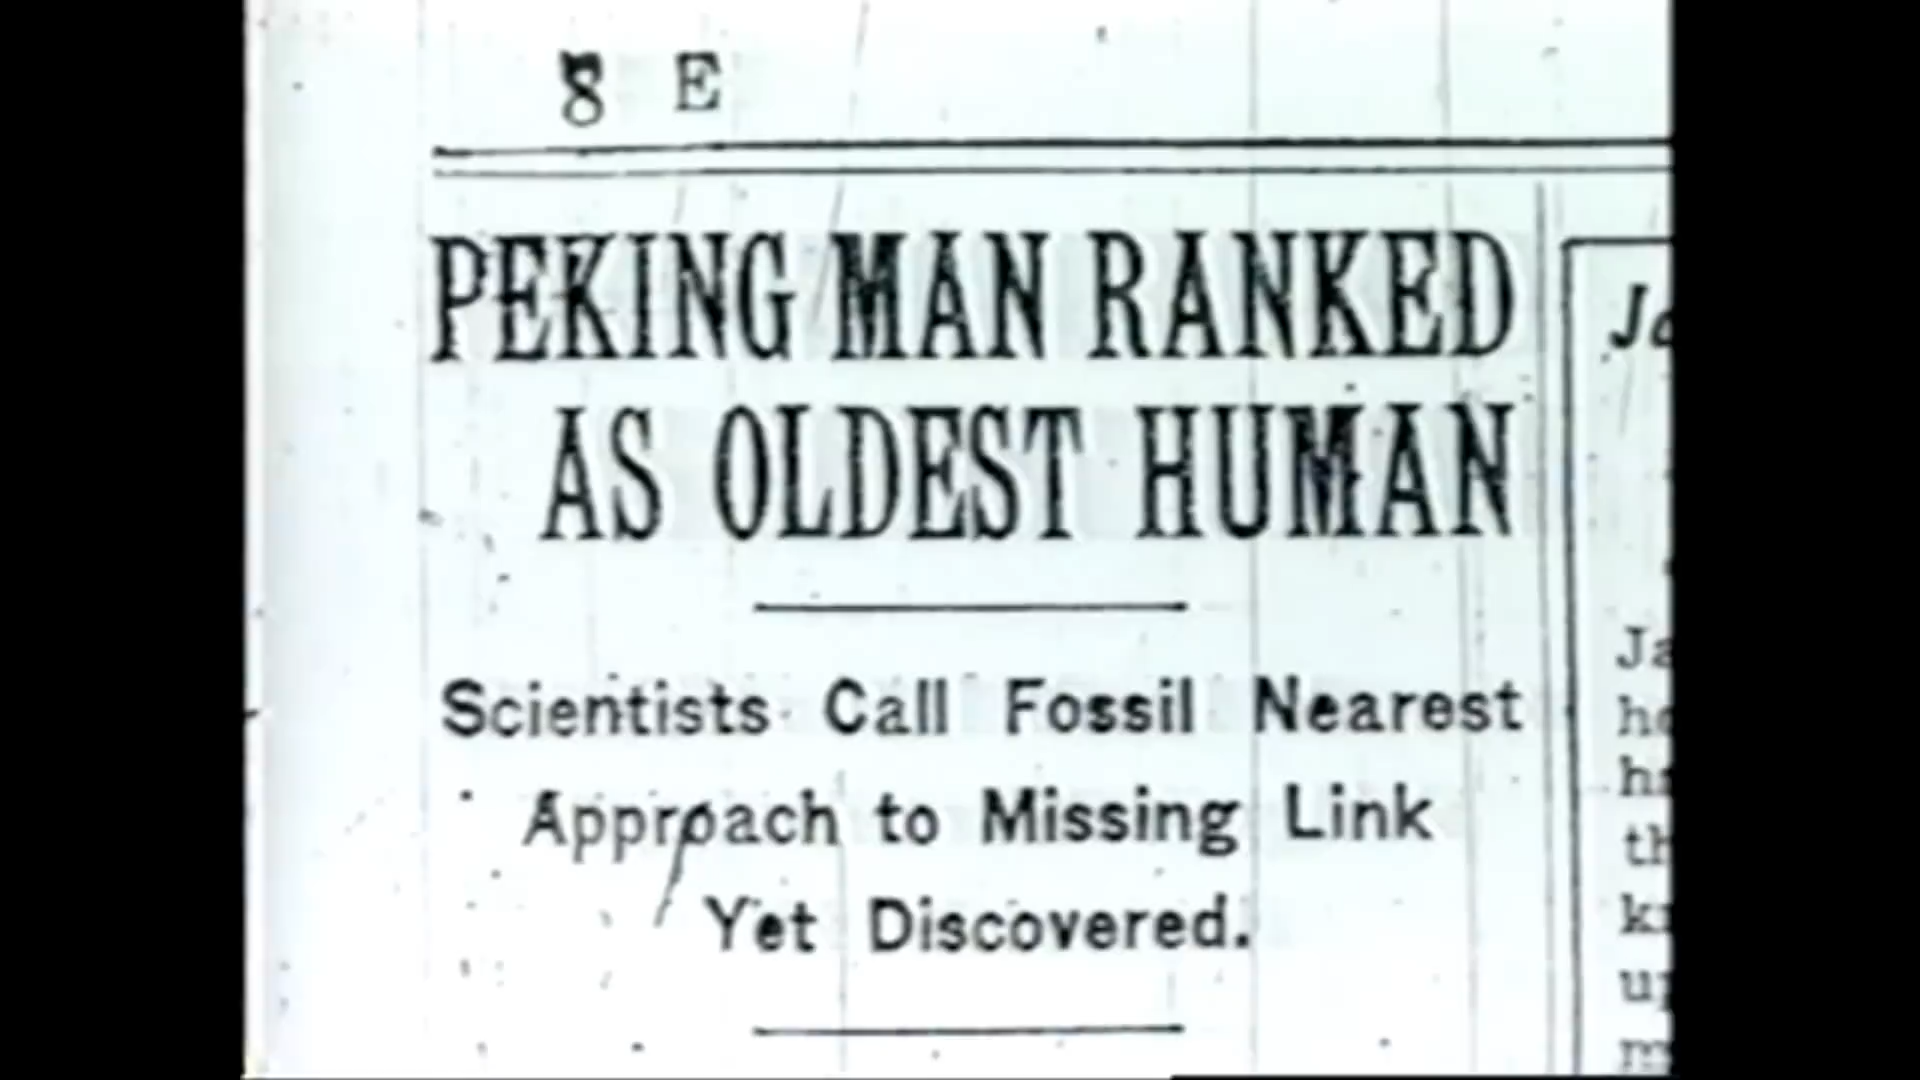 8 E
PEKING MAN RANKED
AS OLDEST HUMAN
Scientists Call Fossil Nearest
Approach to Missing Link
Yet Discovered.